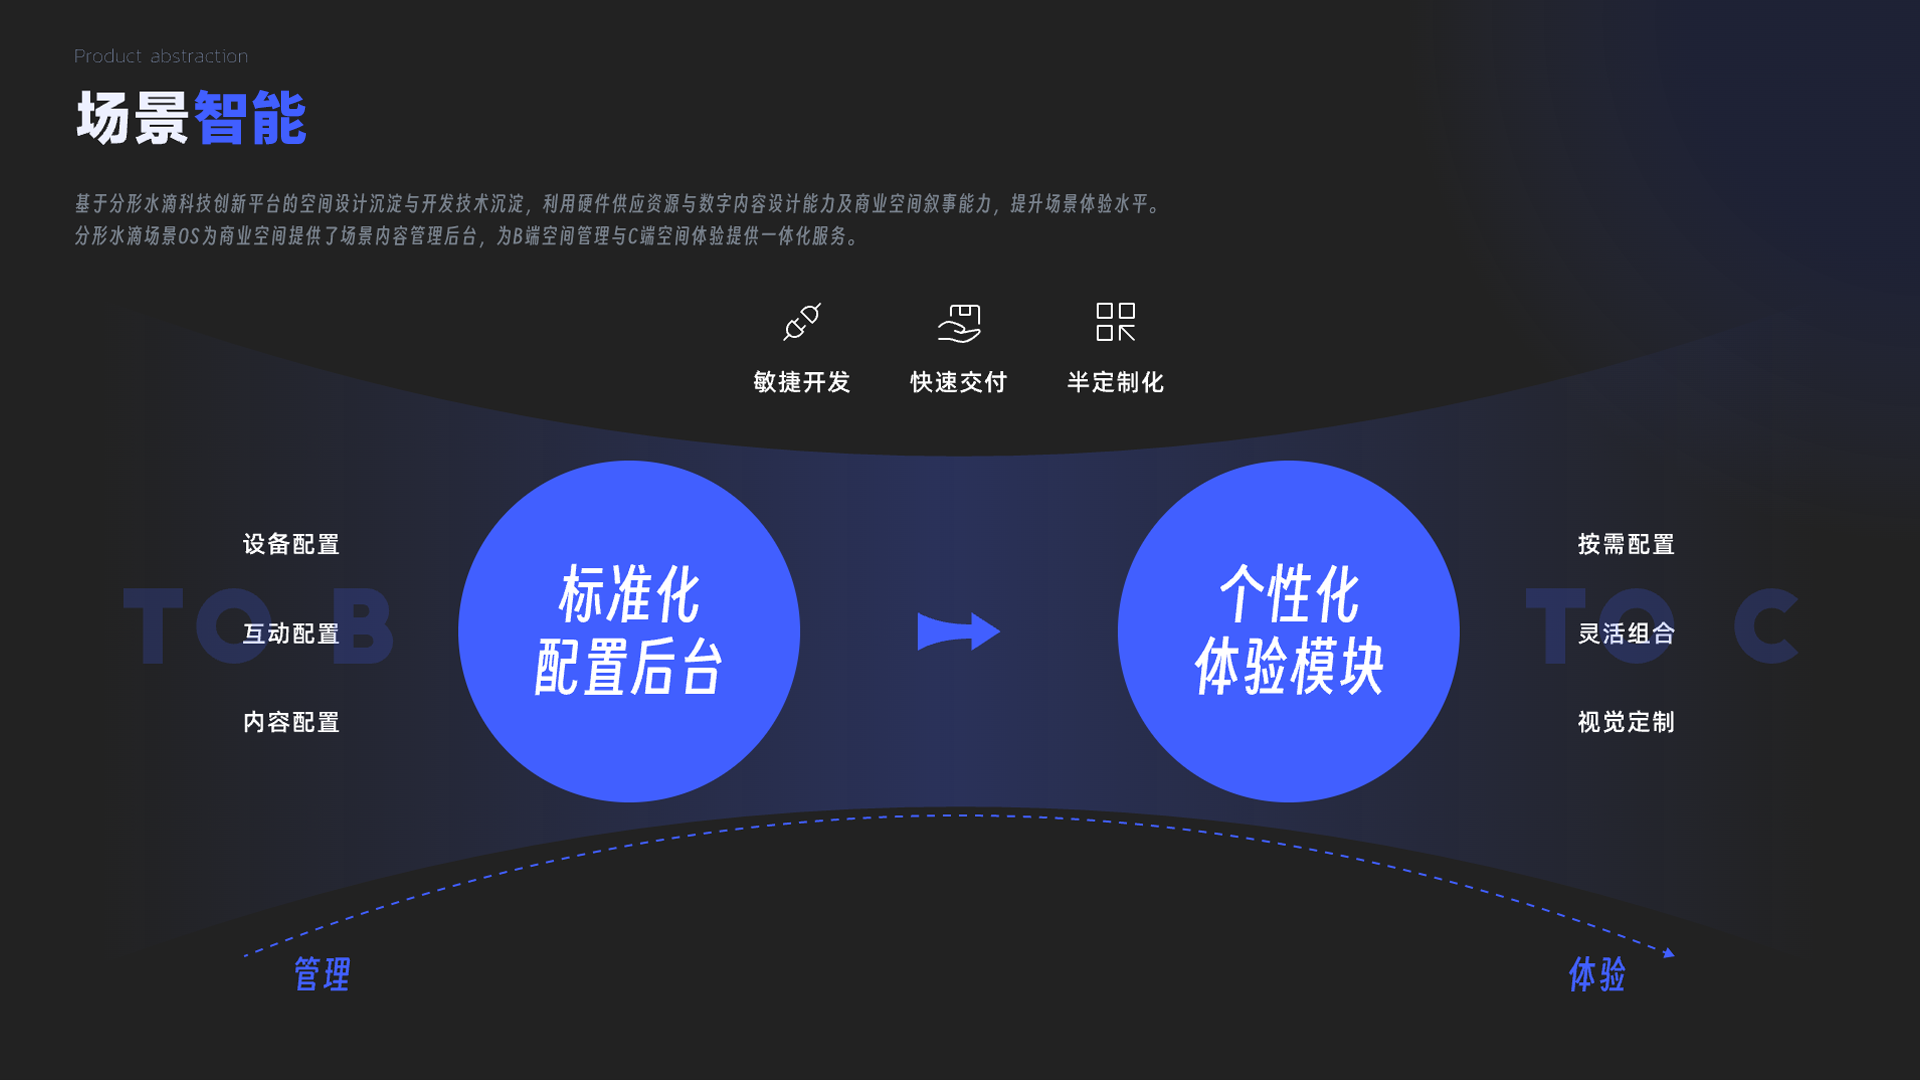 Product abstraction
场景智能
基于分形水滴科技创新平台的空间设计沉淀与开发技术沉淀，利用硬件供应资源与数字内容设计能力及商业空间叙事能力，提升场景体验水平。
分形水滴场景OS为商业空间提供了场景内容管理后台，为B端空间管理与C端空间体验提供一体化服务。
敏捷开发
快速交付
半定制化
TO B
设备配置
互动配置
内容配置
标准化
配置后台
个性化
体验模块
TO C
按需配置
灵活组合
视觉定制
管理
体验